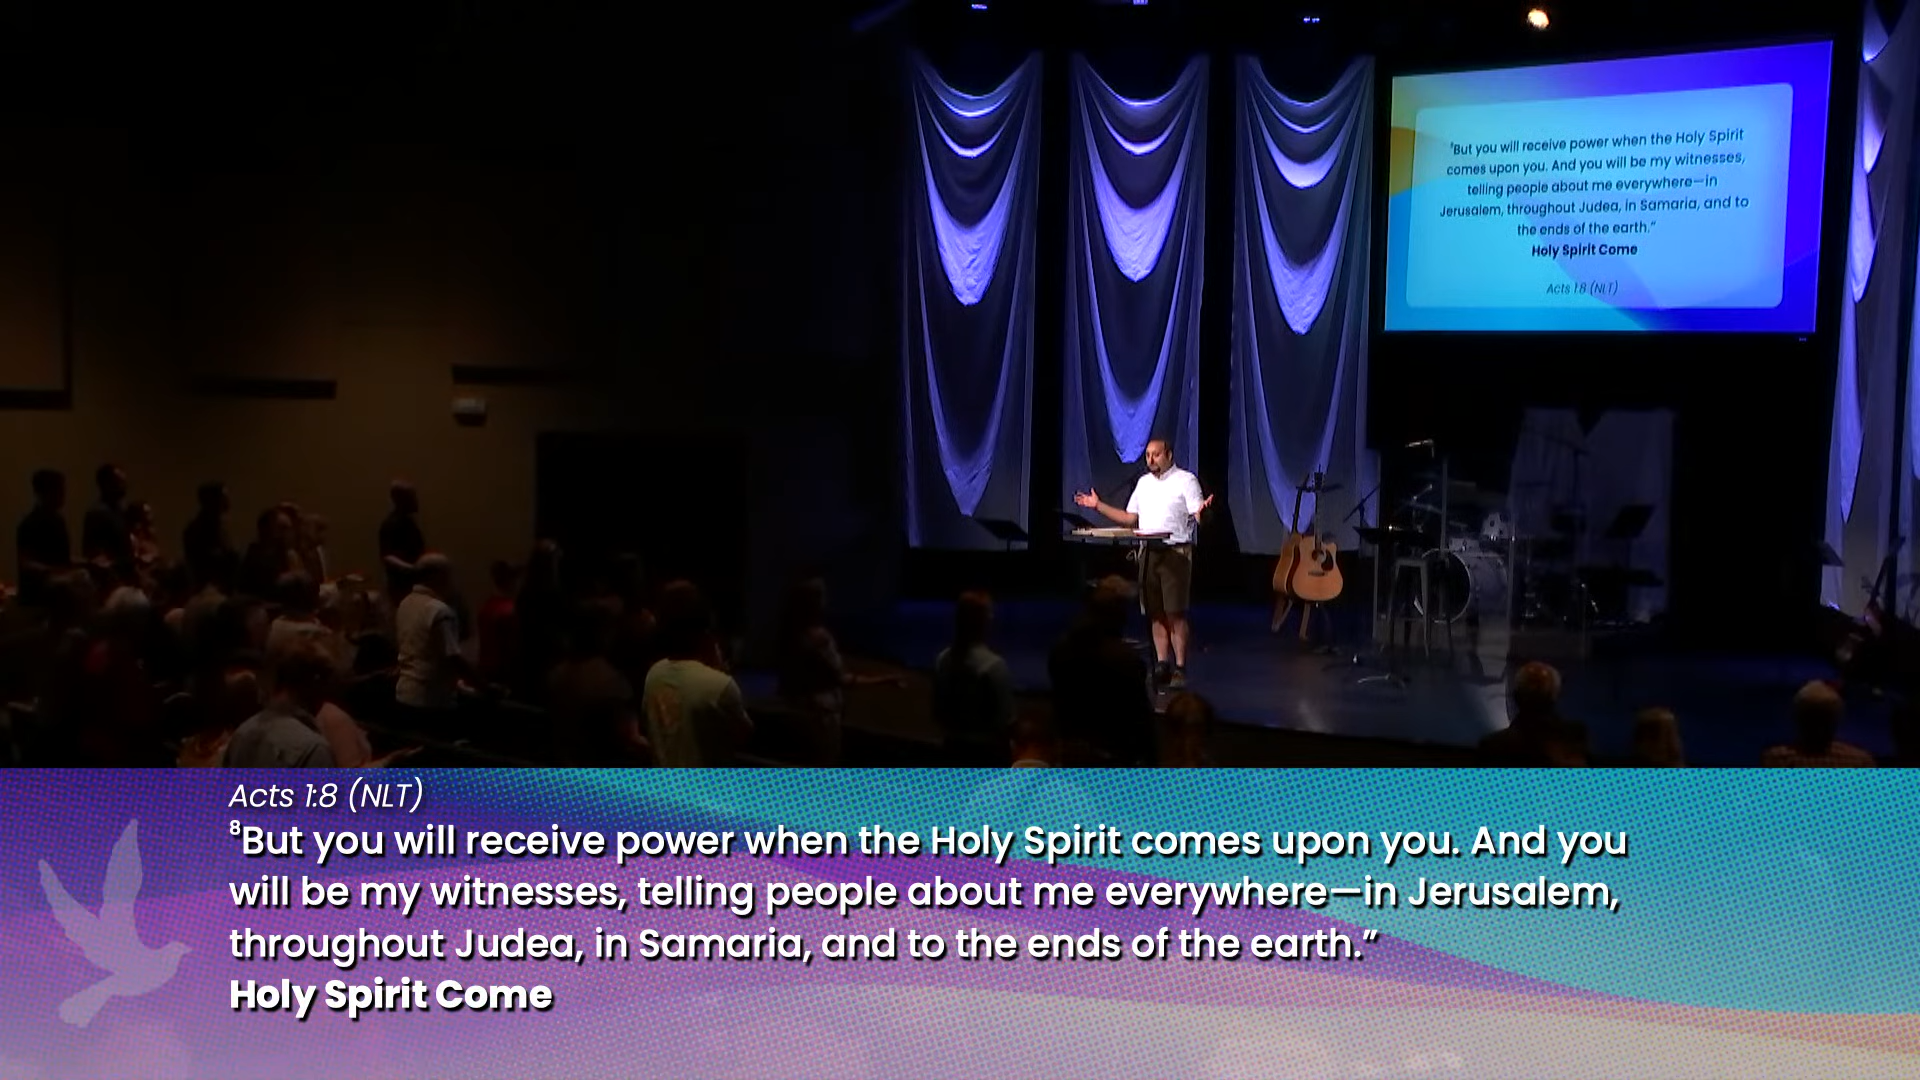 ⁸But you will receive power when the Holy Spirit
comes upon you. And you will be my witnesses,
telling people about me everywhere—in
Jerusalem, throughout Judea, in Samaria, and to
the ends of the earth.”
Holy Spirit Come
Acts 1:8 (NLT)
Acts 1:8 (NLT)
⁸But you will receive power when the Holy Spirit comes upon you. And you
will be my witnesses, telling people about me everywhere—in Jerusalem,
throughout Judea, in Samaria, and to the ends of the earth.”
Holy Spirit Come